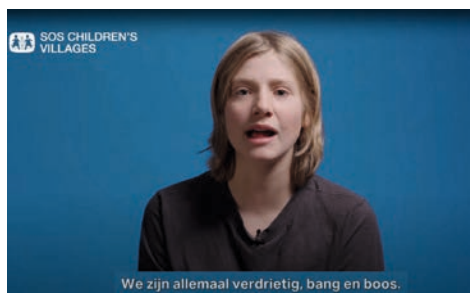 SOS CHILDREN'S
VILLAGES
We zijn allemaal verdrietig, bang en boos.